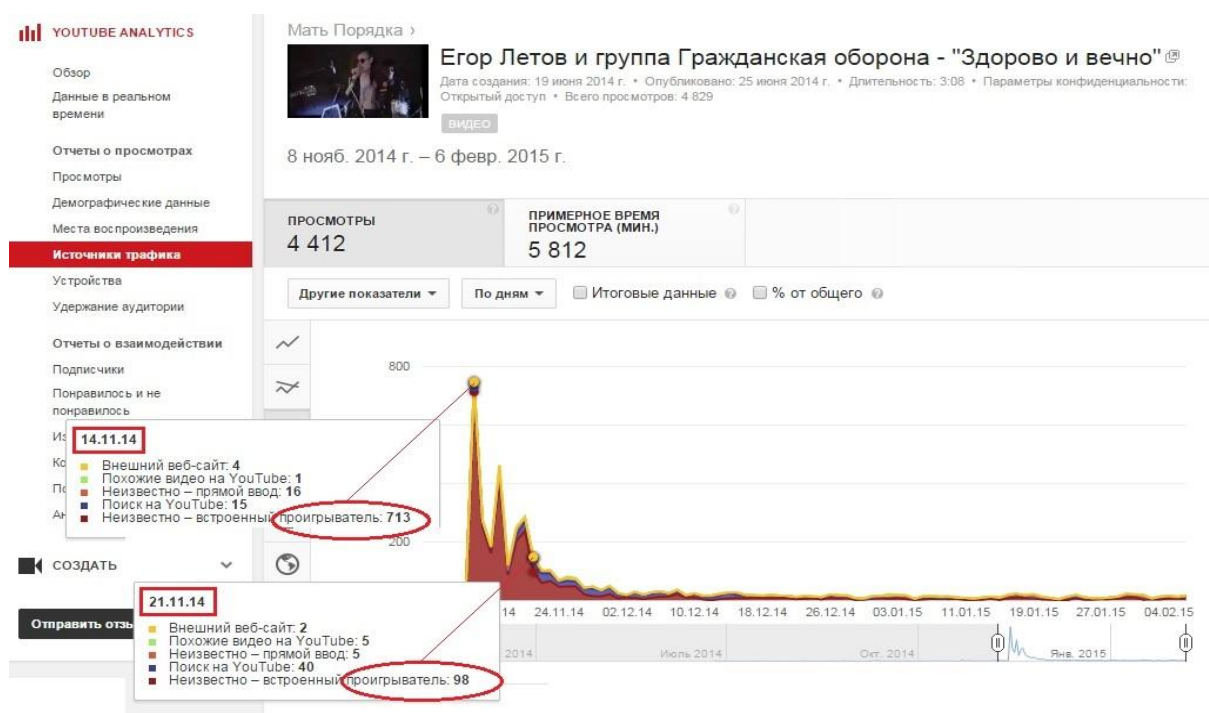 YOUTUBE ANALYTICS
Обзор
Данные в реальном
времени
Отчеты о просмотрах
Просмотры
Демографические данные
Места воспроизведения
Источники трафика
Устройства
Удержание аудитории
Отчеты о взаимодействии
Подписчики
Понравилось и не
понравилось
СОЗДАТЬ
Мать Порядка ›
Егор Летов и группа Гражданская оборона - "Здорово и вечно"
Дата создания: 19 июня 2014 г. • Опубликовано: 25 июня 2014 г. • Длительность: 3:08 • Параметры конфиденциальности:
Открытый доступ • Всего просмотров: 4 829
ВИДЕО
8 нояб. 2014 г. – 6 февр. 2015 г.
ПРОСМОТРЫ
4 412
ПРИМЕРНОЕ ВРЕМЯ
ПРОСМОТРА (МИН.)
5 812
Другие показатели По дням Итоговые данные % от общего
800
200
14.11.14
Внешний веб-сайт: 4
Похожие видео на YouTube: 1
Неизвестно – прямой ввод: 16
Поиск на YouTube: 15
Неизвестно – встроенный проигрыватель: 713
21.11.14
Внешний веб-сайт: 2
Похожие видео на YouTube: 5
Неизвестно – прямой ввод: 5
Поиск на YouTube: 40
Неизвестно – встроенный проигрыватель: 98
Отправить
14 24.11.14 02.12.14 10.12.14 18.12.14 26.12.14 03.01.15 11.01.15 19.01.15 27.01.15 04.02.15
2014 Июль 2014 Окт. 2014 Янв. 2015